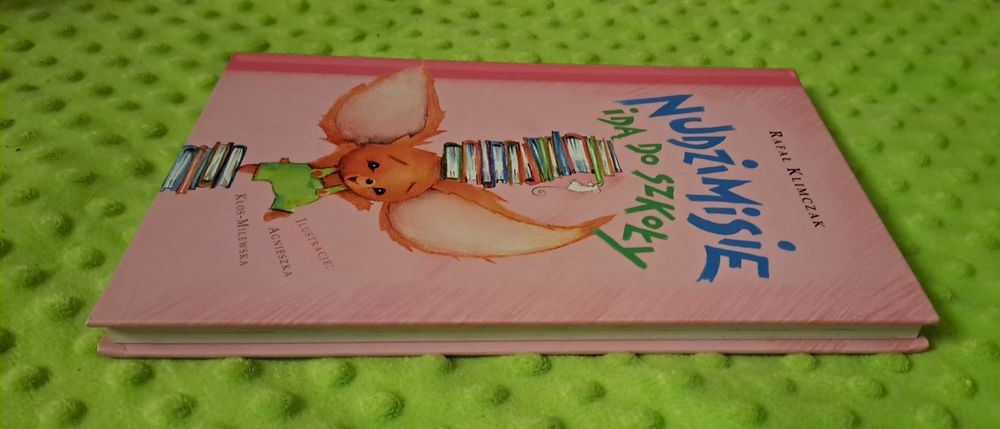 RAFAŁ KLIMCZAK
NUDZIMISIE
IDĄ DO SZKOŁY
ILUSTRACJE:
AGNIESZKA
KŁOS-MILEWSKA